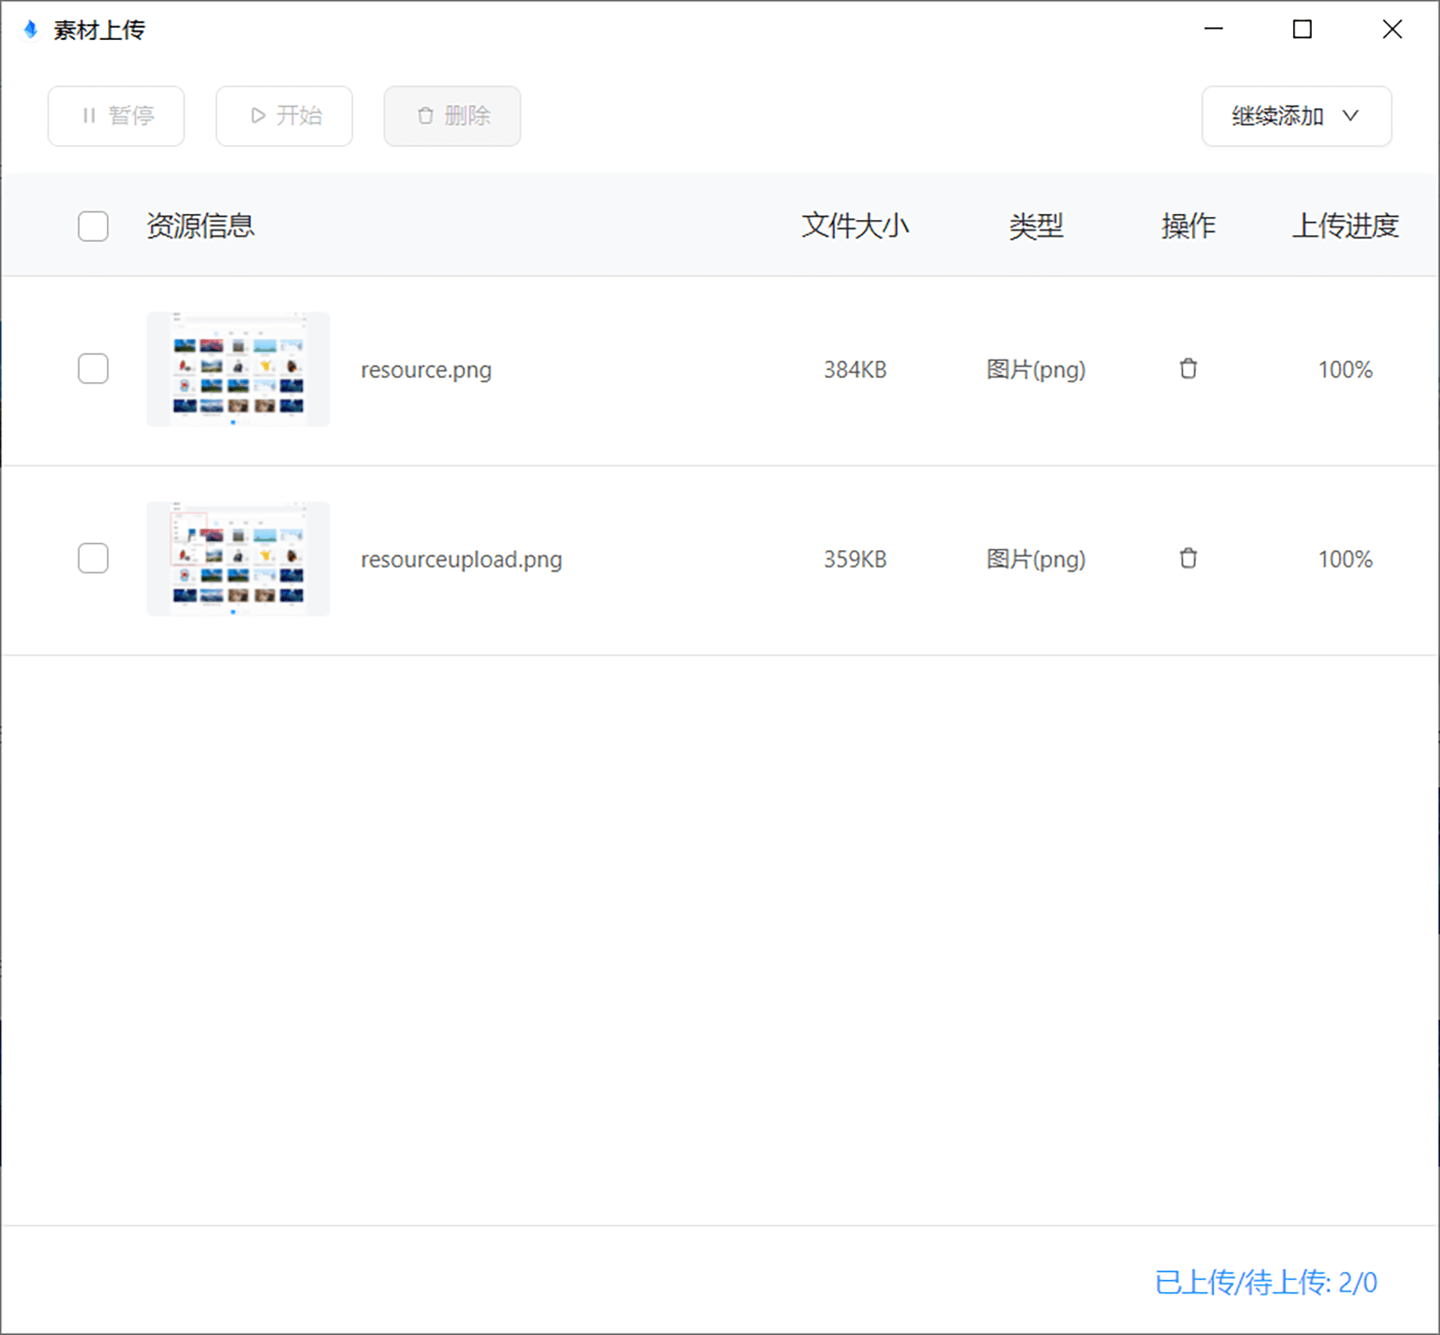 素材上传
暂停 开始 删除 继续添加
资源信息 文件大小 类型 操作 上传进度
resource.png 384KB 图片(png) 100%
resourceupload.png 359KB 图片(png) 100%
已上传/待上传: 2/0